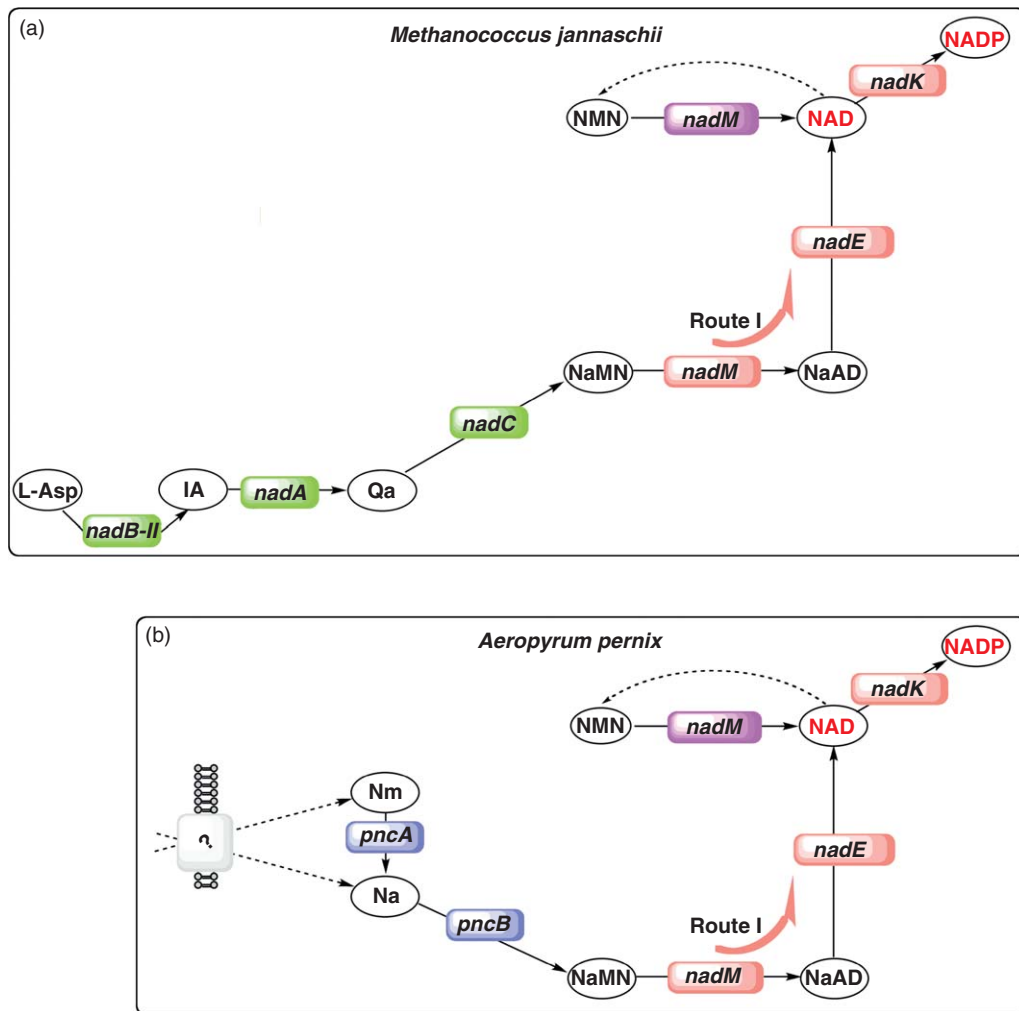 (a)
Methanococcus jannaschii
NADP
nadK
NMN
nadM
NAD
nadE
Route I
NaMN
nadM
NaAD
nadC
L-Asp
IA
nadA
Qa
nadB-II
(b)
Aeropyrum pernix
NADP
nadK
NMN
nadM
NAD
Nm
?
pncA
nadE
Na
pncB
Route I
NaMN
nadM
NaAD